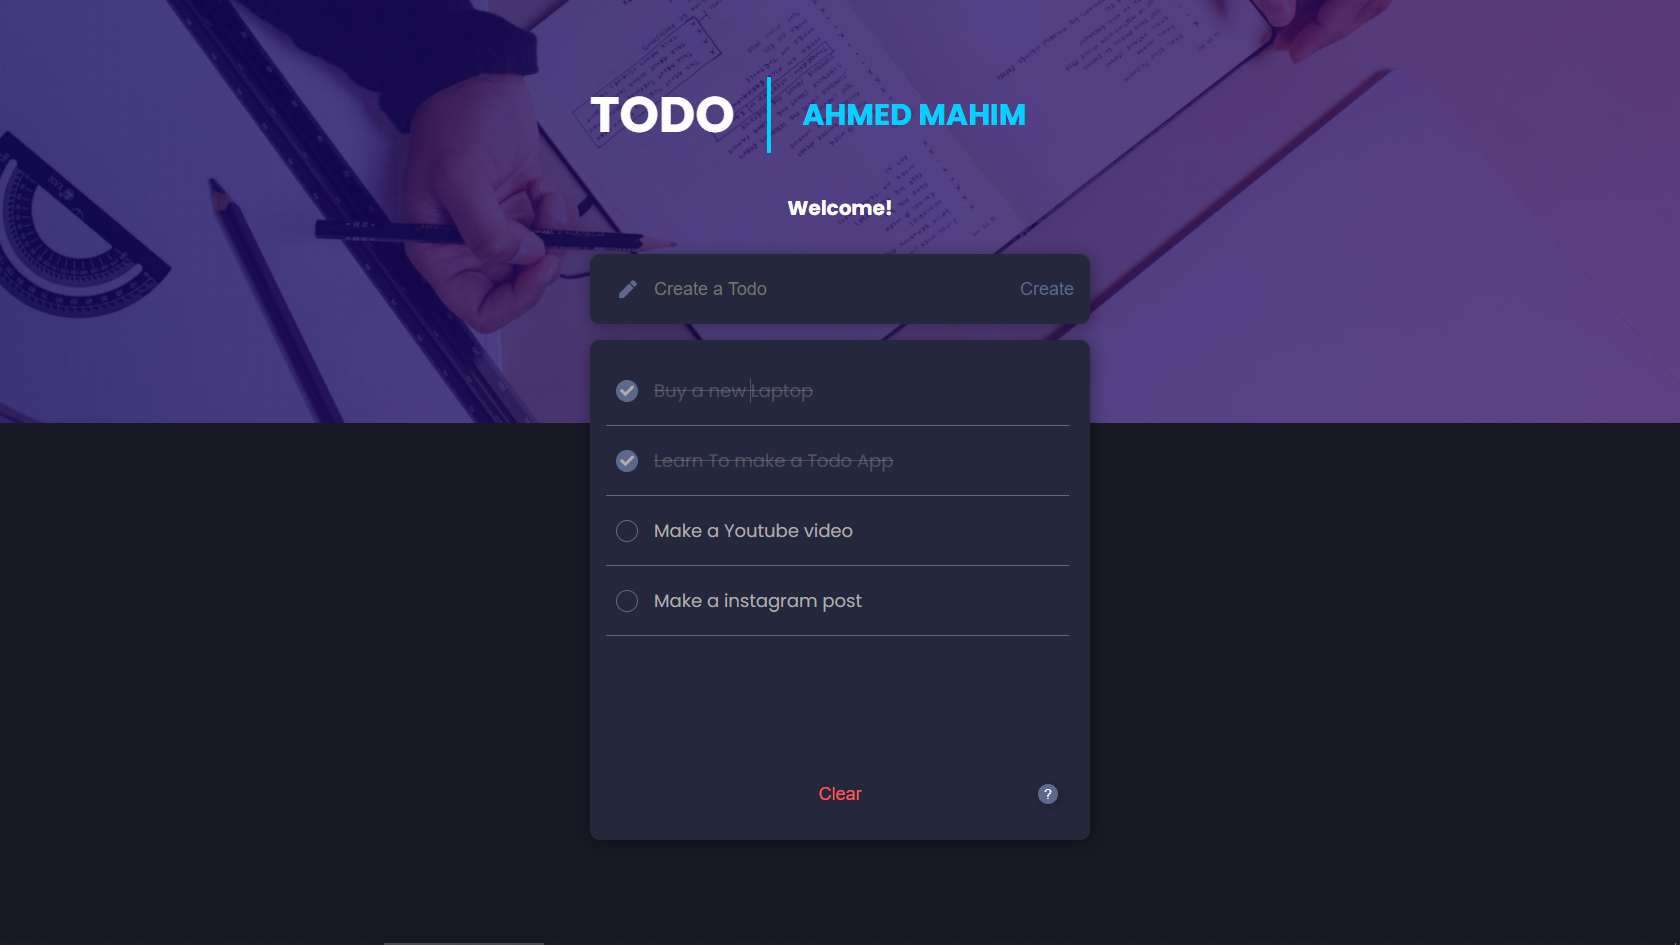 TODO
AHMED MAHIM
Welcome!
Create a Todo
Create
Buy a new Laptop
Learn To make a Todo App
Make a Youtube video
Make a instagram post
Clear
?